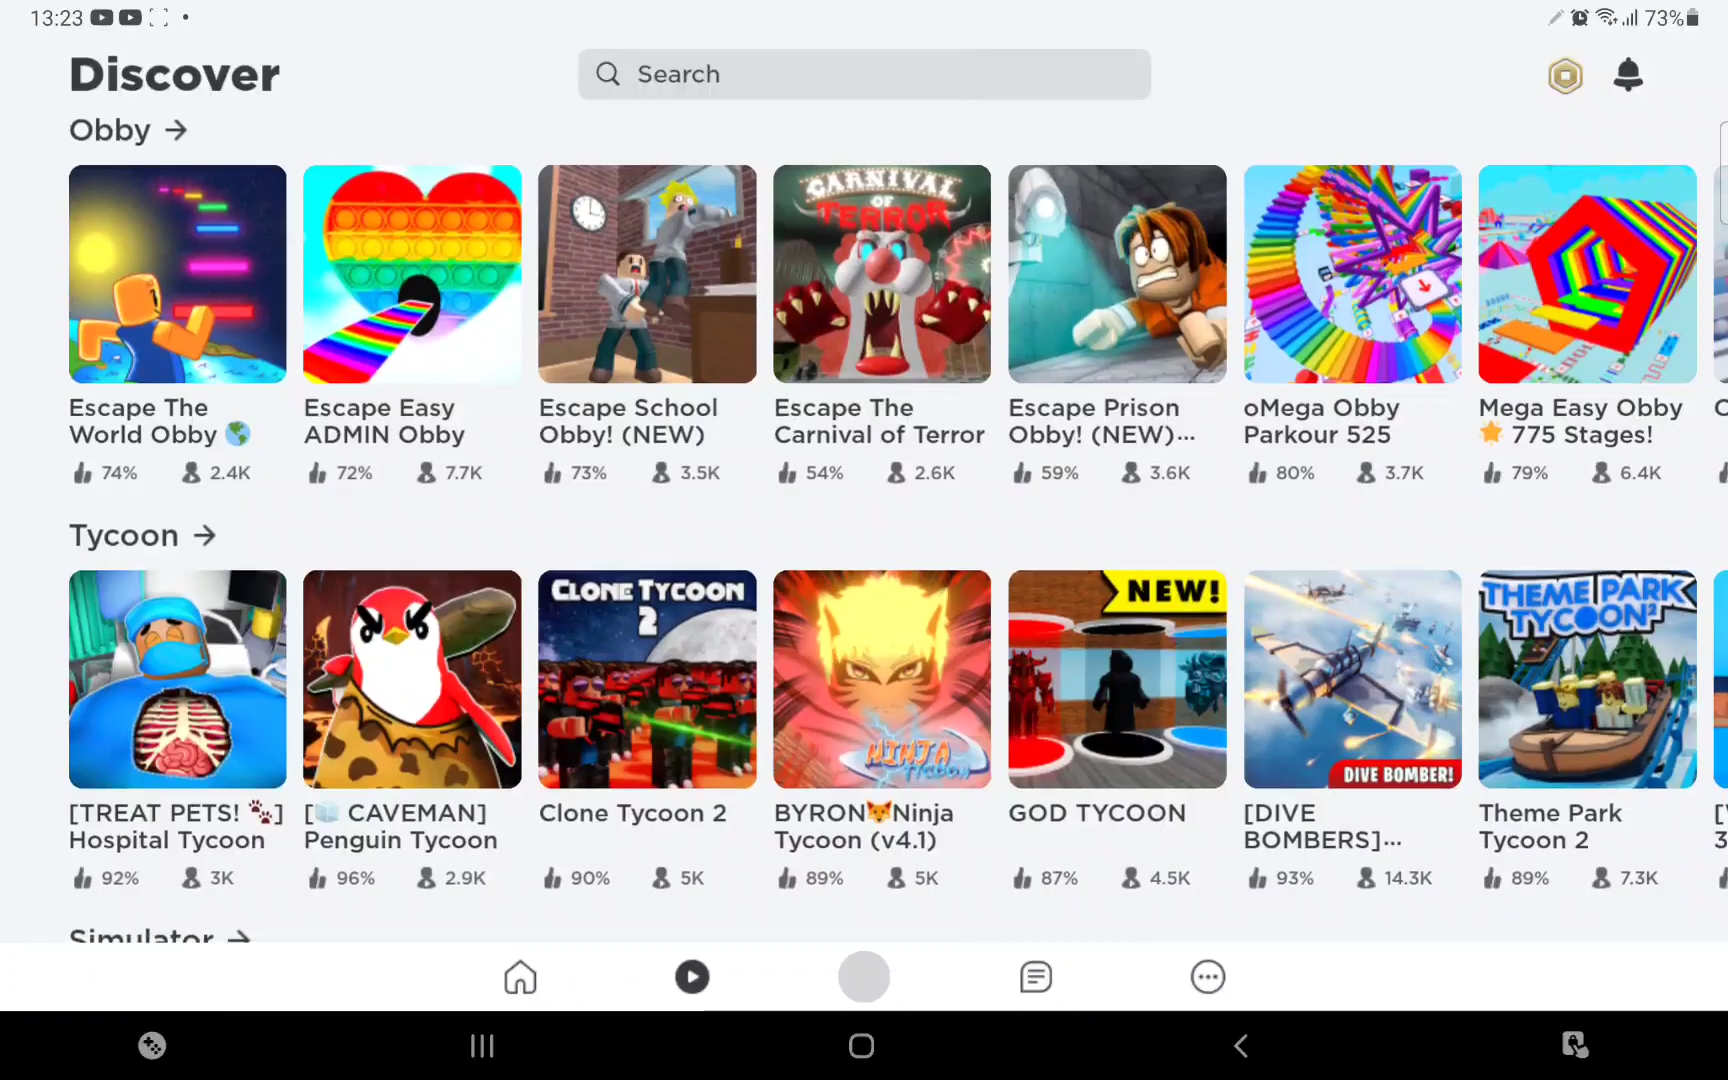 13:23
73%
Discover
Search
Obby →
CARNIVAL
OF
TERROR
Escape The
World Obby 🌎
Escape Easy
ADMIN Obby
Escape School
Obby! (NEW)
Escape The
Carnival of Terror
Escape Prison
Obby! (NEW)...
oMega Obby
Parkour 525
Mega Easy Obby
⭐ 775 Stages!
74% 2.4K
72% 7.7K
73% 3.5K
54% 2.6K
59% 3.6K
80% 3.7K
79% 6.4K
Tycoon →
CLONE TYCOON
2
NINJA
TYCOON
NEW!
DIVE BOMBER!
THEME PARK
TYCOON 2
[TREAT PETS! 🐾]
Hospital Tycoon
[🧊 CAVEMAN]
Penguin Tycoon
Clone Tycoon 2
BYRON🦊Ninja
Tycoon (v4.1)
GOD TYCOON
[DIVE
BOMBERS]...
Theme Park
Tycoon 2
92% 3K
96% 2.9K
90% 5K
89% 5K
87% 4.5K
93% 14.3K
89% 7.3K
Simulator →